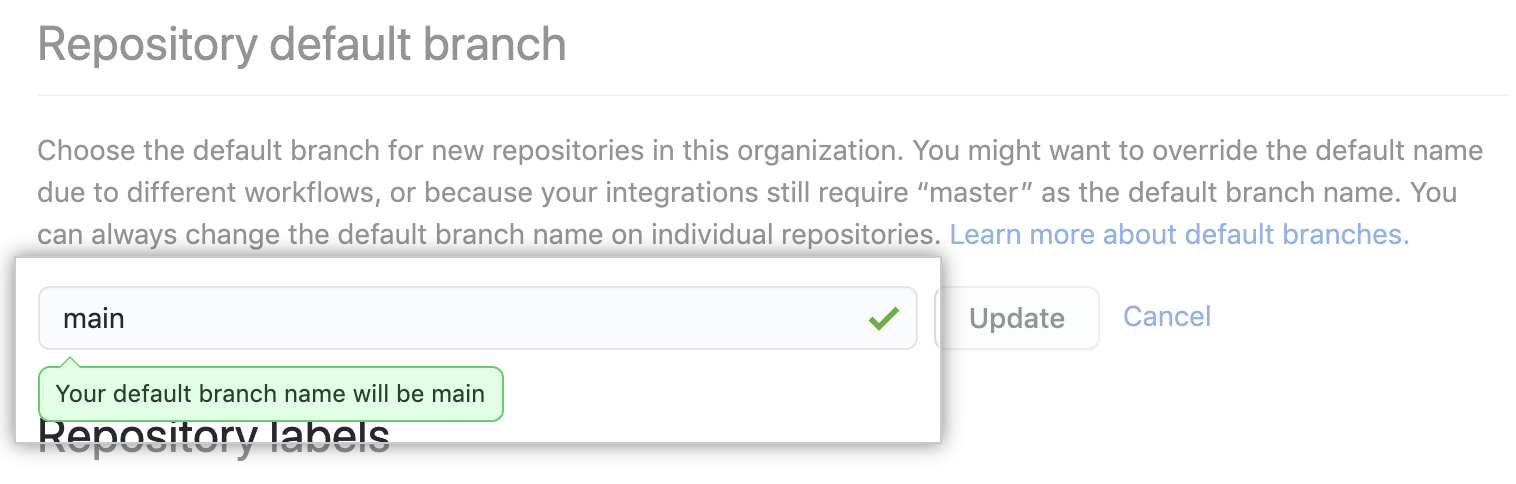 Repository default branch
Choose the default branch for new repositories in this organization. You might want to override the default name
due to different workflows, or because your integrations still require “master” as the default branch name. You
can always change the default branch name on individual repositories. Learn more about default branches.
main Update Cancel
Your default branch name will be main
Repository labels